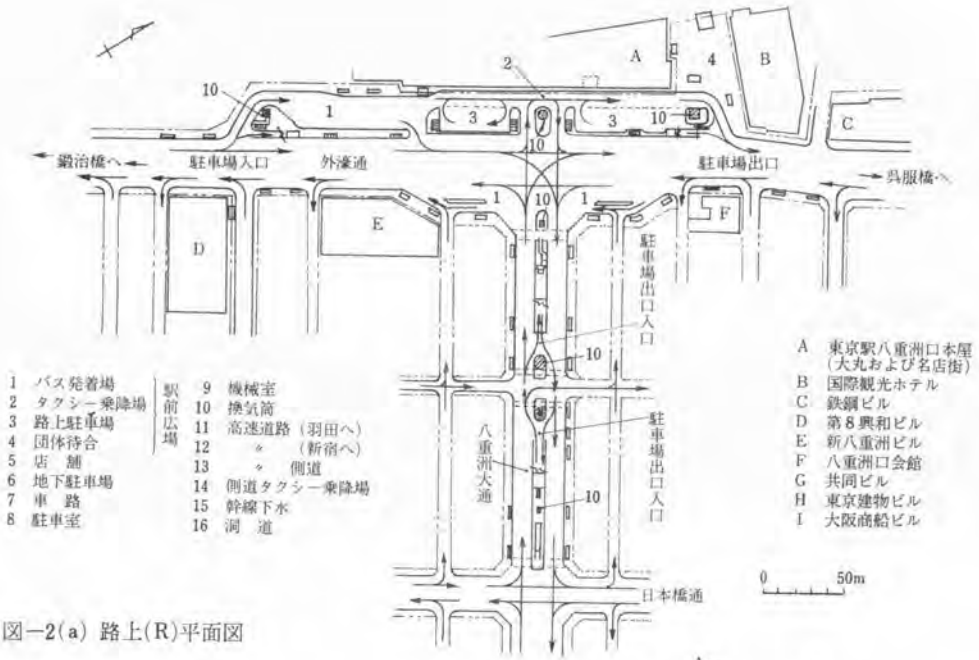 A
4
B
2
10
1
3
3
10
C
10
鍛治橋へ
駐車場入口
外濠通
駐車場出口
呉服橋へ
1
10
1
F
D
E
駐車場出口入口
10
八重洲大通
駐車場出口入口
10
日本橋通
1 バス発着場
2 タクシー乗降場
3 路上駐車場
4 団体待合
駅前広場
5 店舗
6 地下駐車場
7 車路
8 駐車室
9 機械室
10 換気筒
11 高速道路(羽田へ)
12 〃 (新宿へ)
13 〃 側道
14 側道タクシー乗降場
15 幹線下水
16 洞道
A 東京駅八重洲口本屋
(大丸および名店街)
B 国際観光ホテル
C 鉄鋼ビル
D 第8興和ビル
E 新八重洲ビル
F 八重洲口会館
G 共同ビル
H 東京建物ビル
I 大阪商船ビル
0 50m
図-2(a) 路上(R)平面図